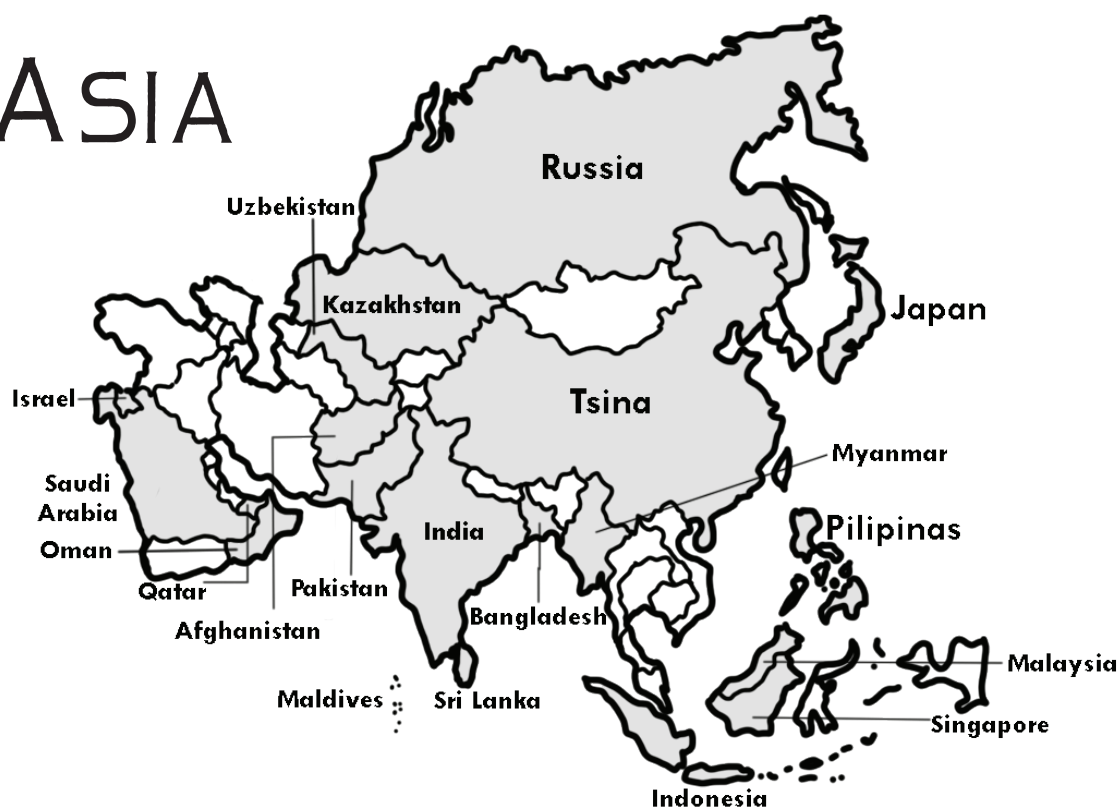 ASIA
Russia
Uzbekistan
Kazakhstan
Japan
Israel
Tsina
Myanmar
Saudi
Arabia
India
Pilipinas
Oman
Qatar
Pakistan
Bangladesh
Afghanistan
Malaysia
Maldives
Sri Lanka
Singapore
Indonesia